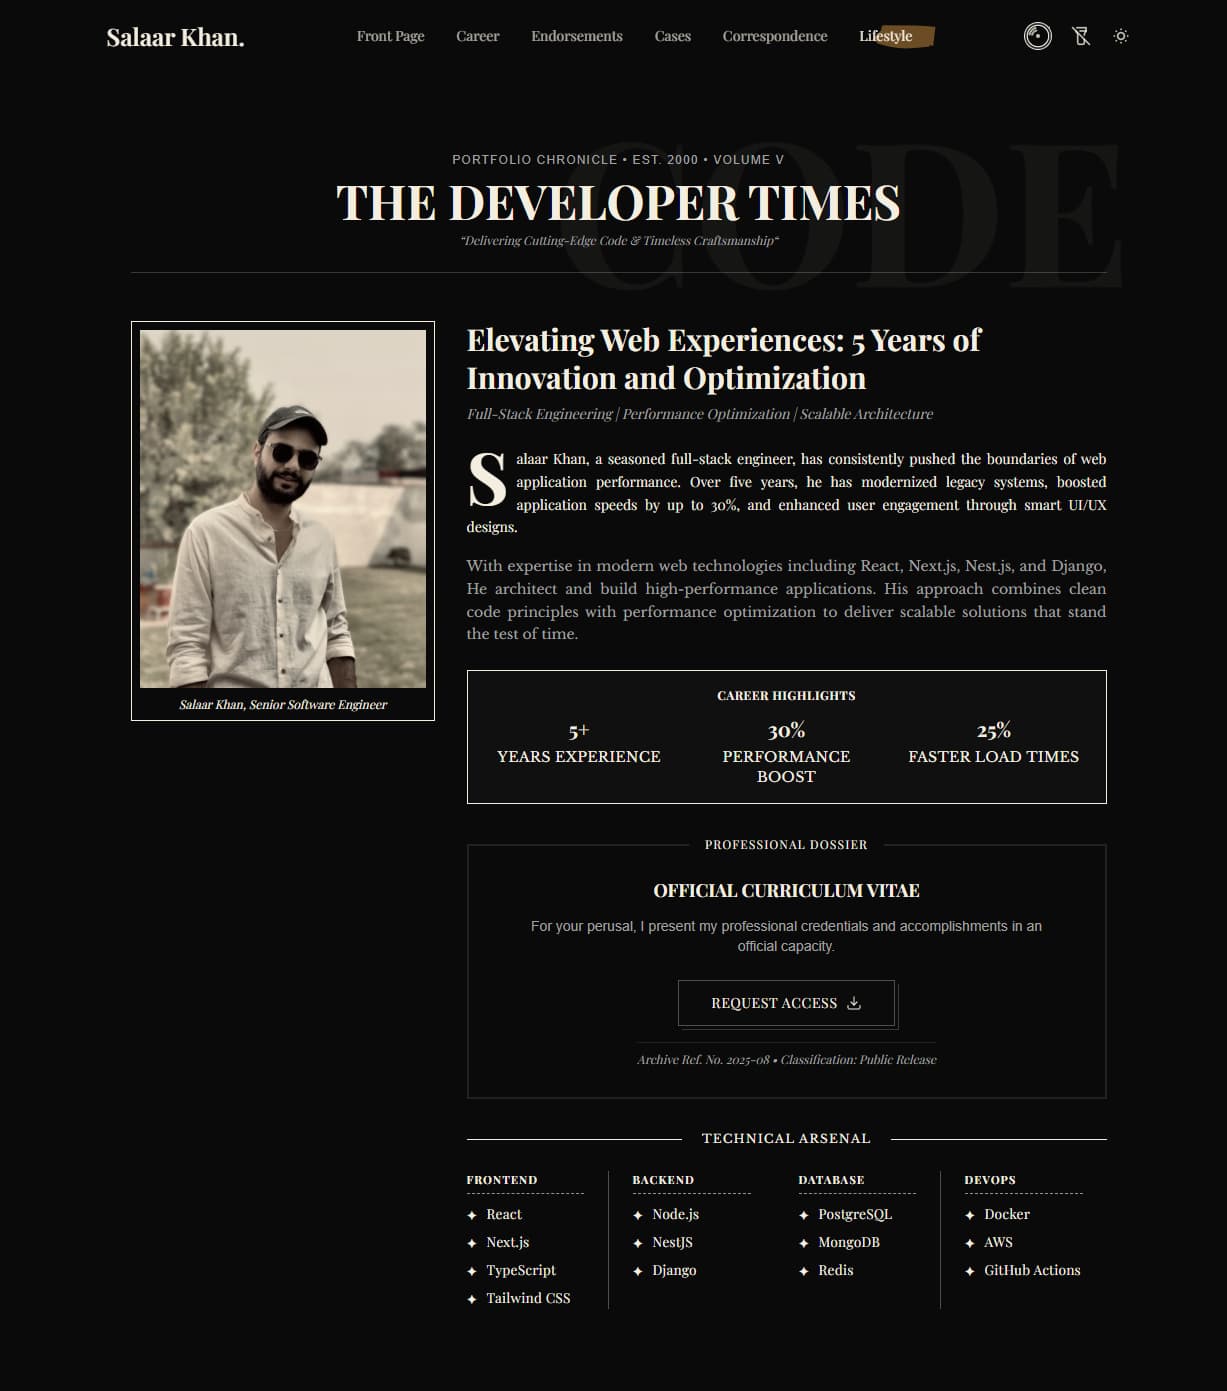 Salaar Khan.
Front Page
Career
Endorsements
Cases
Correspondence
Lifestyle
CODE
PORTFOLIO CHRONICLE • EST. 2000 • VOLUME V
THE DEVELOPER TIMES
"Delivering Cutting-Edge Code & Timeless Craftsmanship"
Salaar Khan, Senior Software Engineer
Elevating Web Experiences: 5 Years of
Innovation and Optimization
Full-Stack Engineering | Performance Optimization | Scalable Architecture
Salaar Khan, a seasoned full-stack engineer, has consistently pushed the boundaries of web
application performance. Over five years, he has modernized legacy systems, boosted
application speeds by up to 30%, and enhanced user engagement through smart UI/UX
designs.
With expertise in modern web technologies including React, Next.js, Nest.js, and Django,
He architect and build high-performance applications. His approach combines clean
code principles with performance optimization to deliver scalable solutions that stand
the test of time.
CAREER HIGHLIGHTS
5+
YEARS EXPERIENCE
30%
PERFORMANCE
BOOST
25%
FASTER LOAD TIMES
PROFESSIONAL DOSSIER
OFFICIAL CURRICULUM VITAE
For your perusal, I present my professional credentials and accomplishments in an
official capacity.
REQUEST ACCESS
Archive Ref. No. 2025-08 • Classification: Public Release
TECHNICAL ARSENAL
FRONTEND
✦ React
✦ Next.js
✦ TypeScript
✦ Tailwind CSS
BACKEND
✦ Node.js
✦ NestJS
✦ Django
DATABASE
✦ PostgreSQL
✦ MongoDB
✦ Redis
DEVOPS
✦ Docker
✦ AWS
✦ GitHub Actions